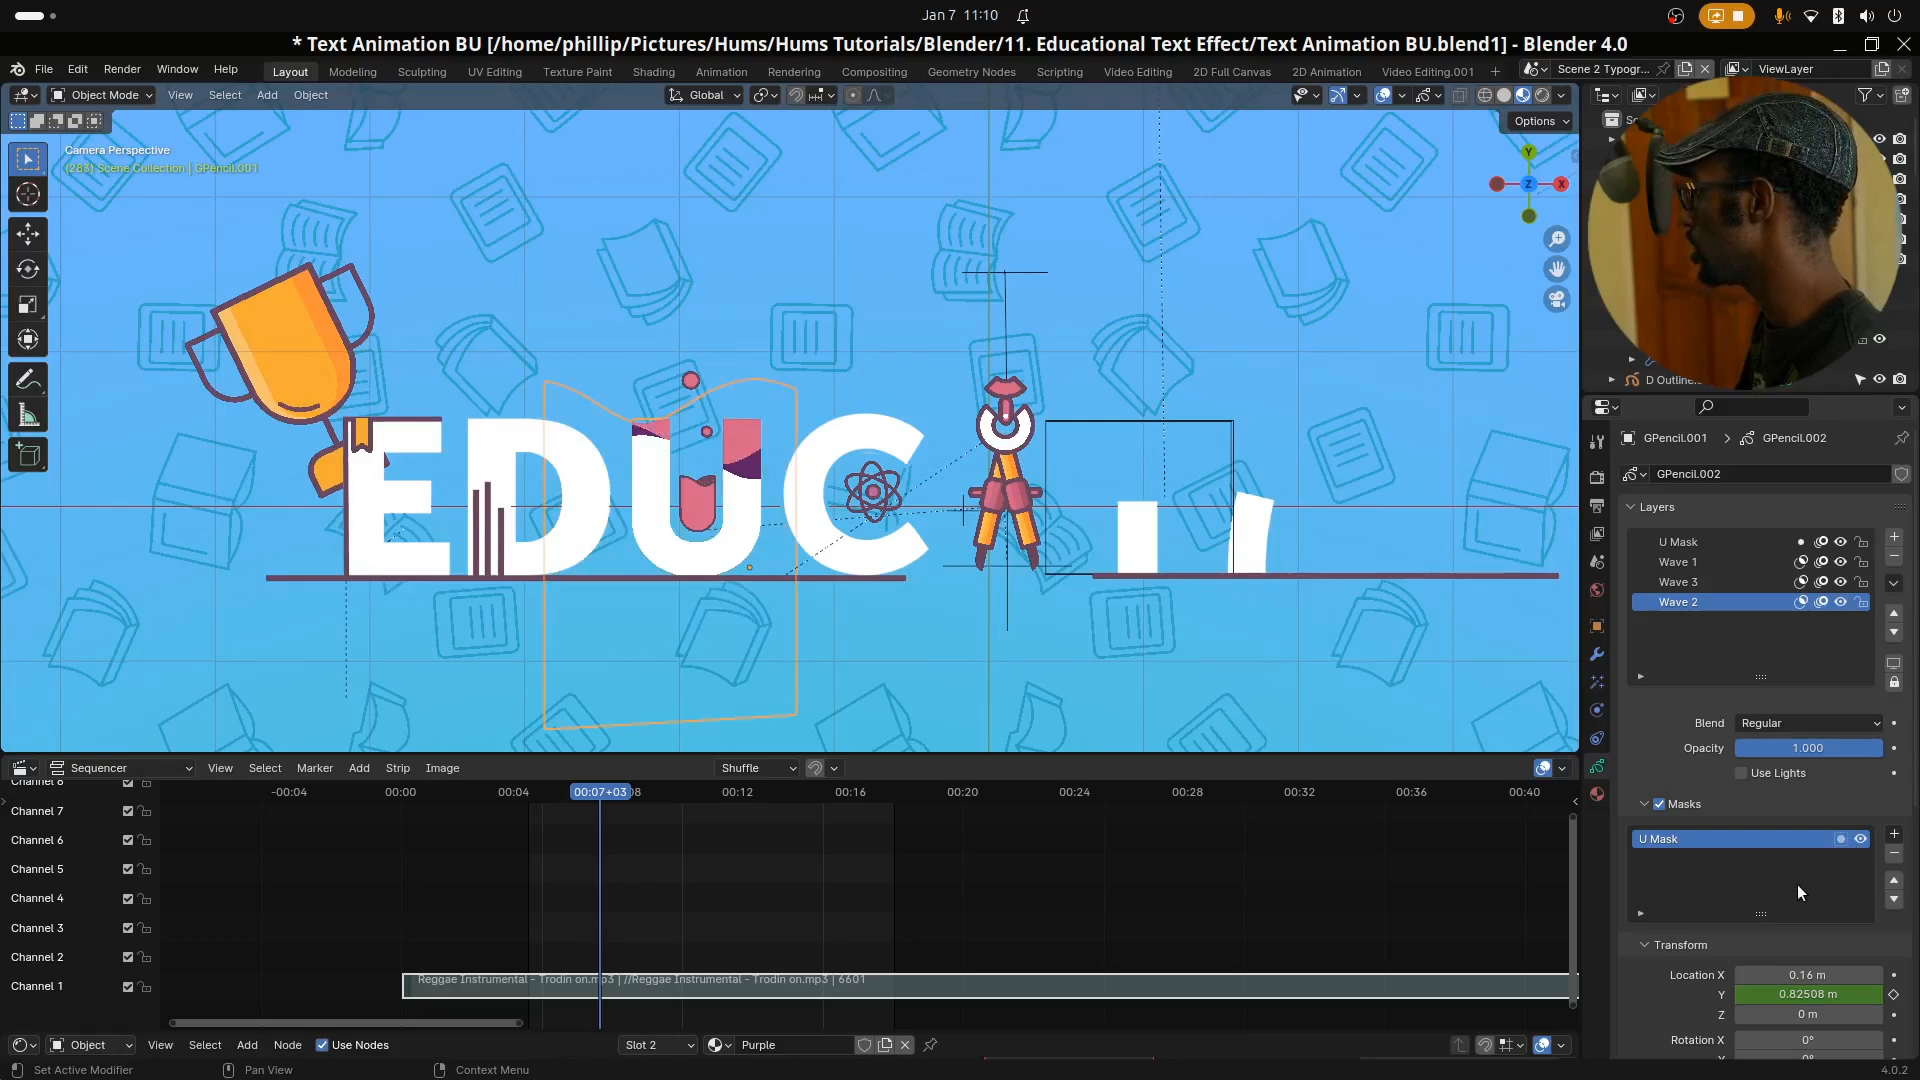 Jan 7 11:10
* Text Animation BU [/home/phillip/Pictures/Hums/Hums Tutorials/Blender/11. Educational Text Effect/Text Animation BU.blend1] - Blender 4.0
File Edit Render Window Help Layout Modeling Sculpting UV Editing Texture Paint Shading Animation Rendering Compositing Geometry Nodes Scripting Video Editing 2D Full Canvas 2D Animation Video Editing.001 + Scene 2 Typogr... ViewLayer
Object Mode View Select Add Object Global
Options
Camera Perspective
(283) Scene Collection | GPencil.001
Y
Z X
EDUC
D Outline
GPencil.001 > GPencil.002
GPencil.002
Layers
U Mask
Wave 1
Wave 3
Wave 2
Blend Regular
Opacity 1.000
Use Lights
Masks
U Mask
Transform
Location X 0.16 m
Y 0.82508 m
Z 0 m
Rotation X 0°
Y 0°
Sequencer View Select Marker Add Strip Image Shuffle
-00:04 00:00 00:04 00:07+03 00:12 00:16 00:20 00:24 00:28 00:32 00:36 00:40
Channel 8
Channel 7
Channel 6
Channel 5
Channel 4
Channel 3
Channel 2
Channel 1
Reggae Instrumental - Trodin on.mp3 | //Reggae Instrumental - Trodin on.mp3 | 6601
Object View Select Add Node Use Nodes Slot 2 Purple
Set Active Modifier Pan View Context Menu 4.0.2